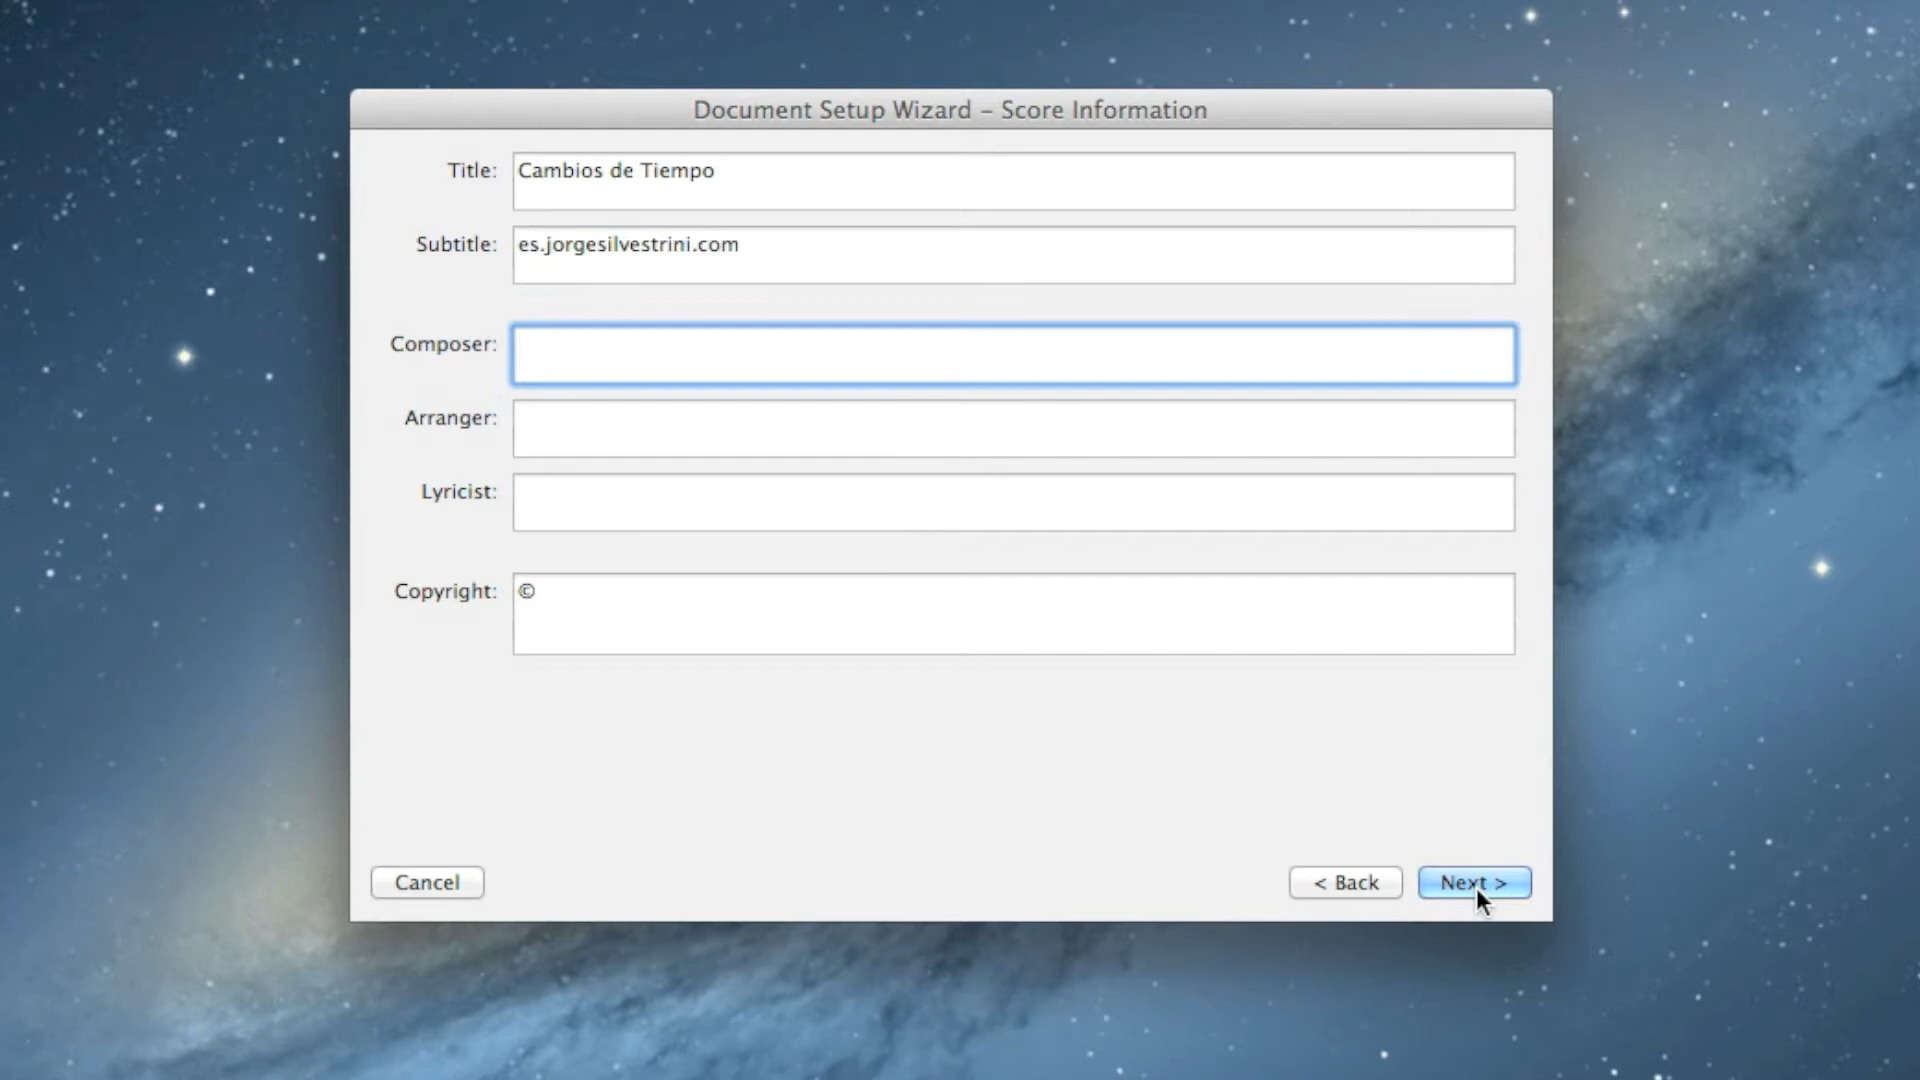 Document Setup Wizard – Score Information
Title: Cambios de Tiempo
Subtitle: es.jorgesilvestrini.com
Composer:
Arranger:
Lyricist:
Copyright: ©
Cancel < Back Next >